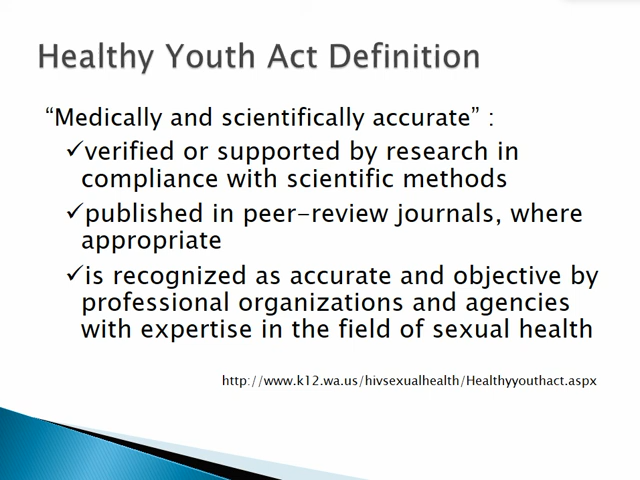 Healthy Youth Act Definition
“Medically and scientifically accurate” :
✓verified or supported by research in
compliance with scientific methods
✓published in peer-review journals, where
appropriate
✓is recognized as accurate and objective by
professional organizations and agencies
with expertise in the field of sexual health
http://www.k12.wa.us/hivsexualhealth/Healthyyouthact.aspx